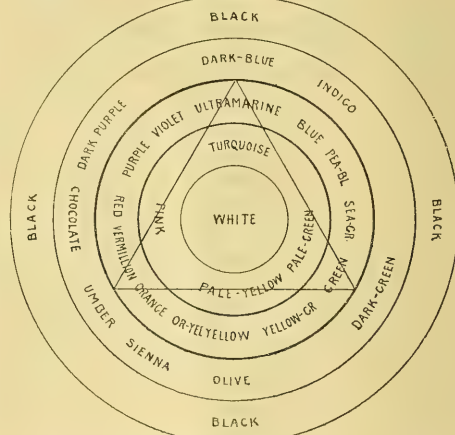 BLACK
DARK-BLUE
INDIGO
DARK PURPLE
PURPLE VIOLET ULTRAMARINE BLUE PEA-BL SEA-GR.
TURQUOISE
BLACK
CHOCOLATE
RED VERMILLION
PINK
WHITE
PALE-YELLOW PALE-GREEN
BLACK
ORANGE OR-YEL YELLOW YELLOW-GR GREEN
DARK-GREEN
UMBER
SIENNA
OLIVE
BLACK